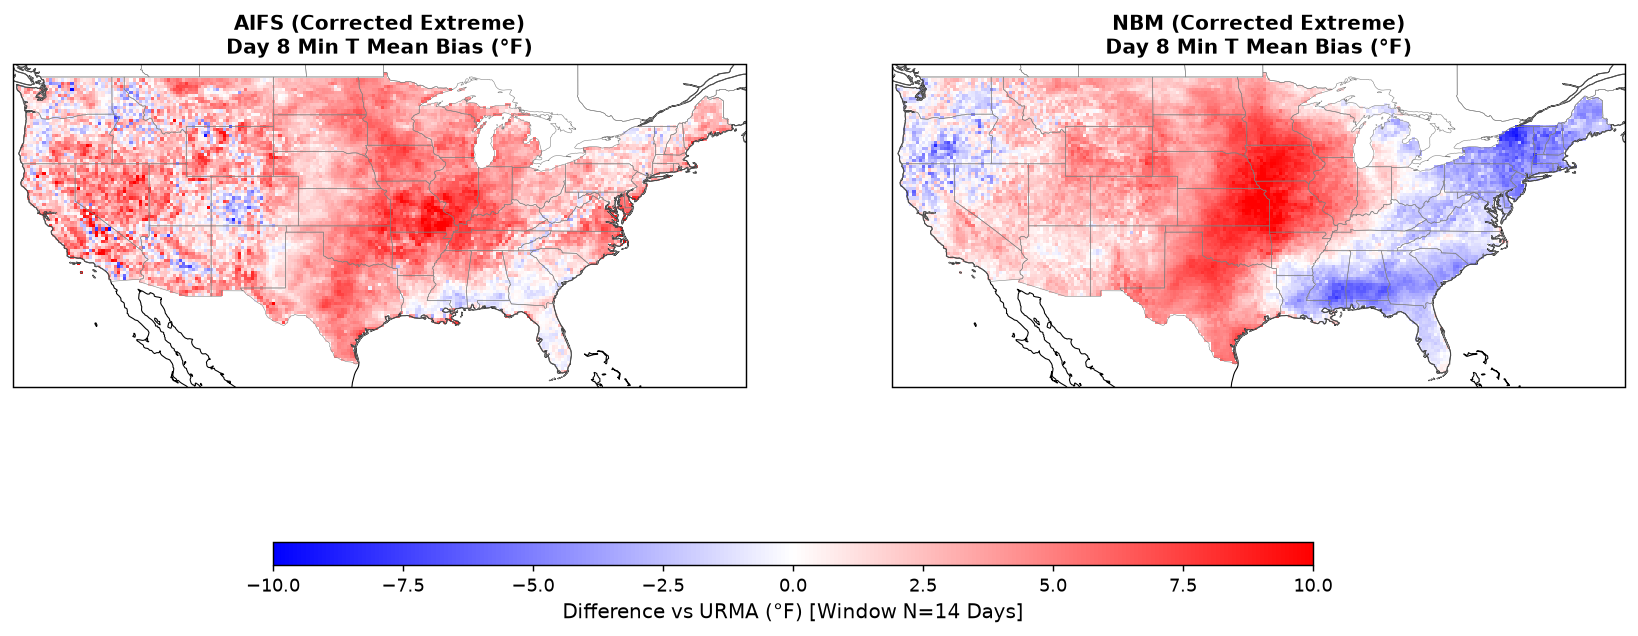 AIFS (Corrected Extreme)
Day 8 Min T Mean Bias (°F)
NBM (Corrected Extreme)
Day 8 Min T Mean Bias (°F)
−10.0 −7.5 −5.0 −2.5 0.0 2.5 5.0 7.5 10.0
Difference vs URMA (°F) [Window N=14 Days]